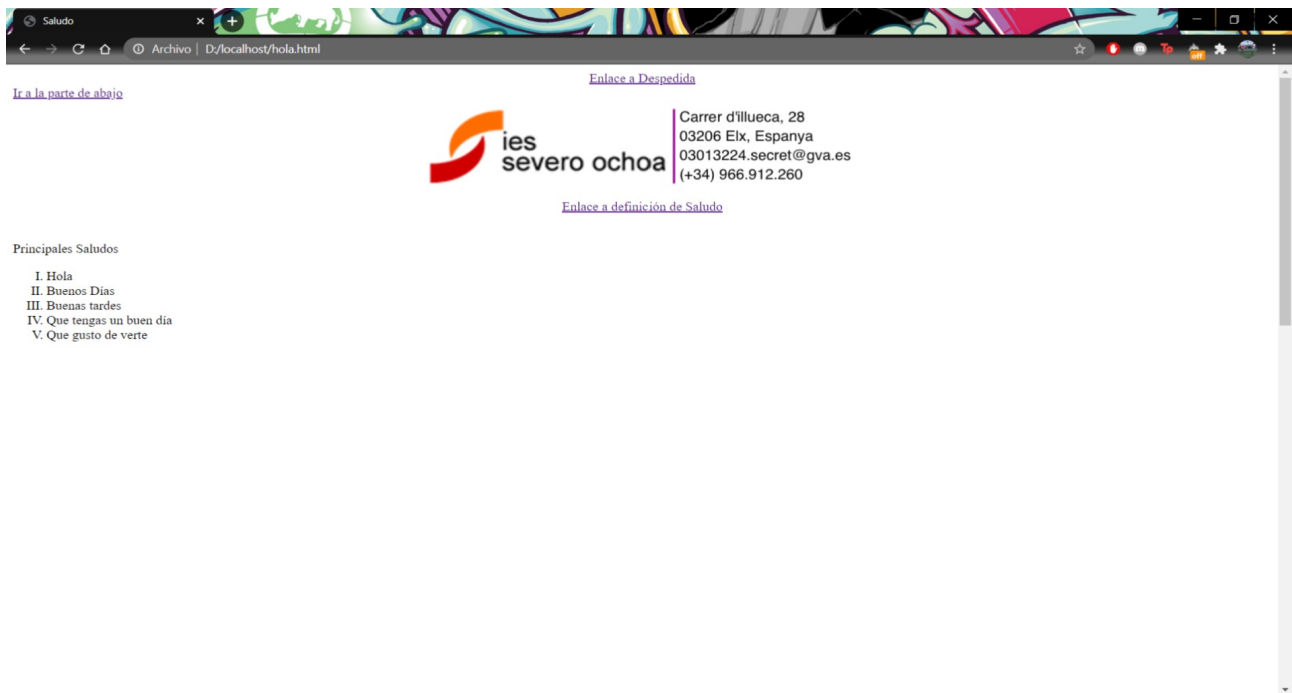 Saludo
Archivo | D:/localhost/hola.html
Tp
off
Enlace a Despedida
Ir a la parte de abajo
ies
severo ochoa
Carrer d'illueca, 28
03206 Elx, Espanya
03013224.secret@gva.es
(+34) 966.912.260
Enlace a definición de Saludo
Principales Saludos
I. Hola
II. Buenos Días
III. Buenas tardes
IV. Que tengas un buen día
V. Que gusto de verte